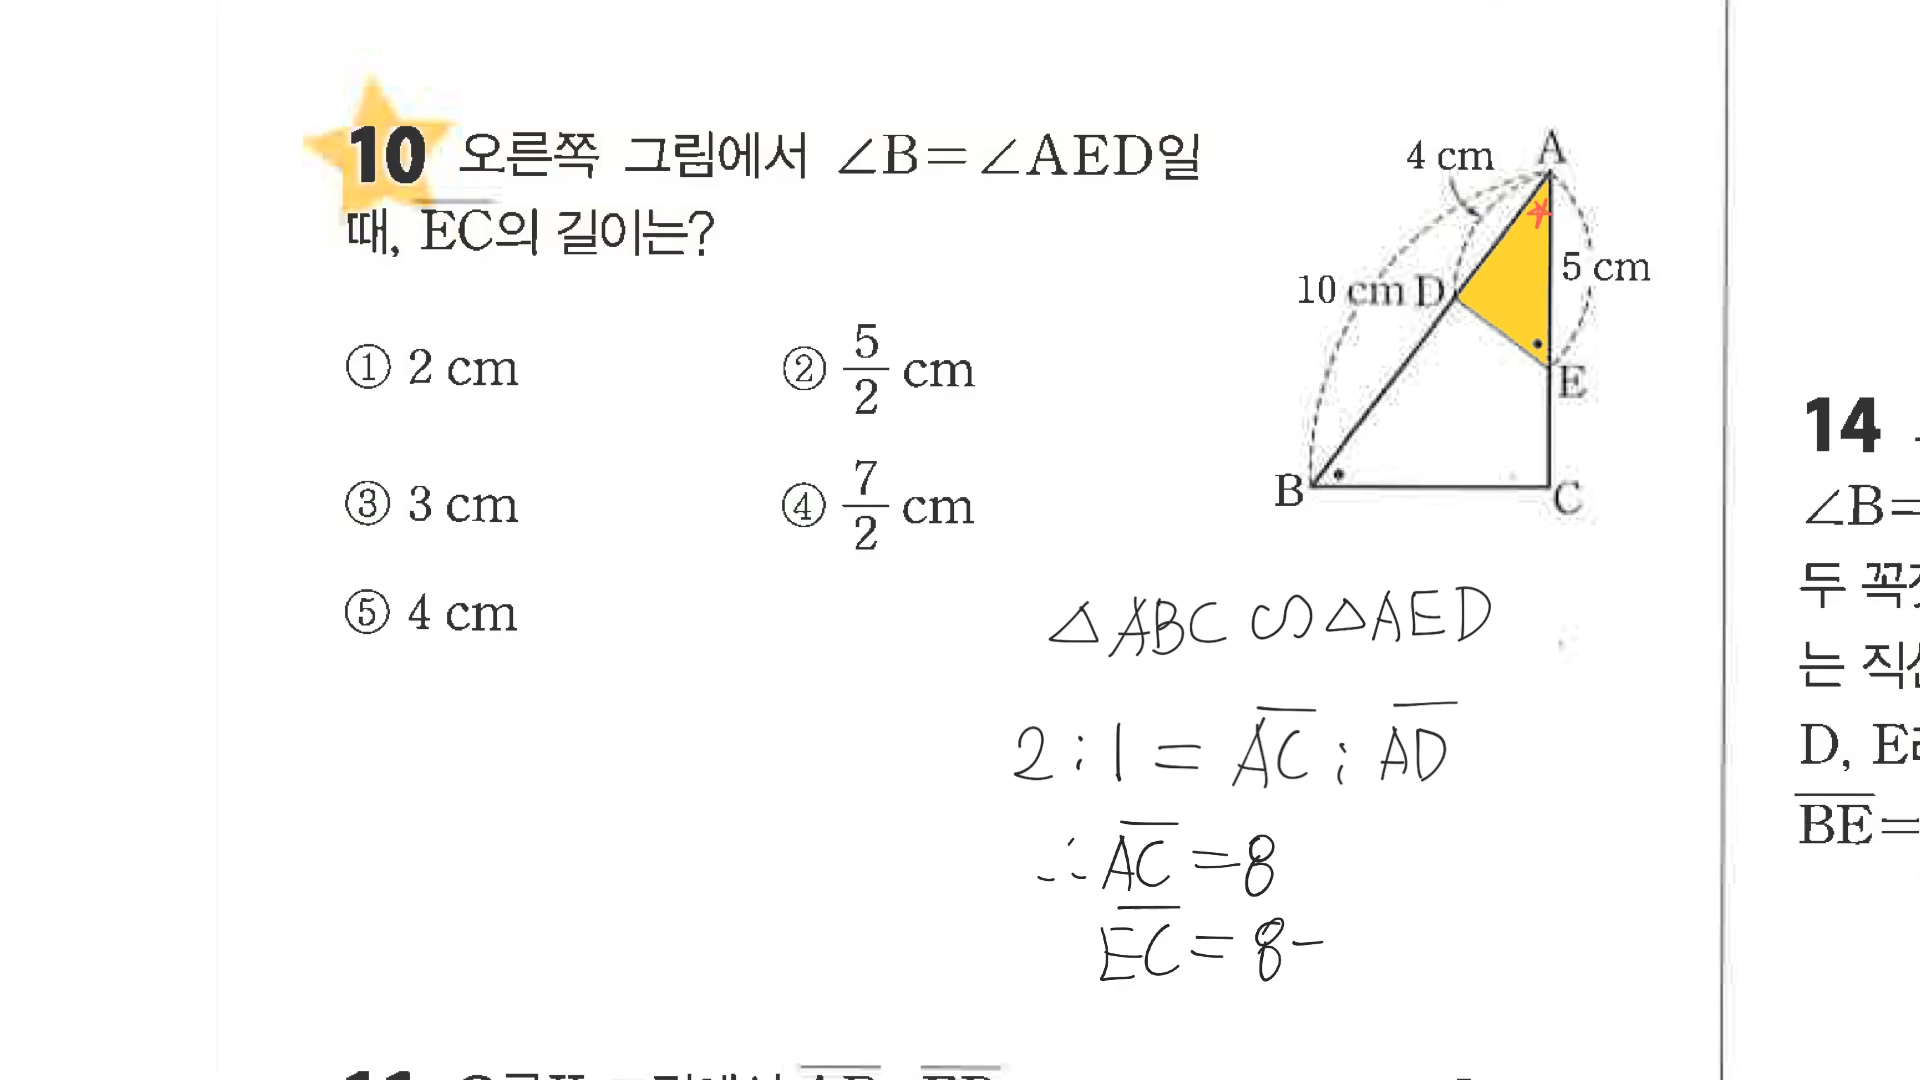 10 오른쪽 그림에서 ∠B=∠AED일
때, EC의 길이는?
① 2 cm
② 5/2 cm
③ 3 cm
④ 7/2 cm
⑤ 4 cm
4 cm
A
5 cm
10 cm D
E
B
C
△ABC ∽ △AED
2 : 1 = AC : AD
∴ AC = 8
EC = 8-
14
∠B=
두
는
D, E
BE=